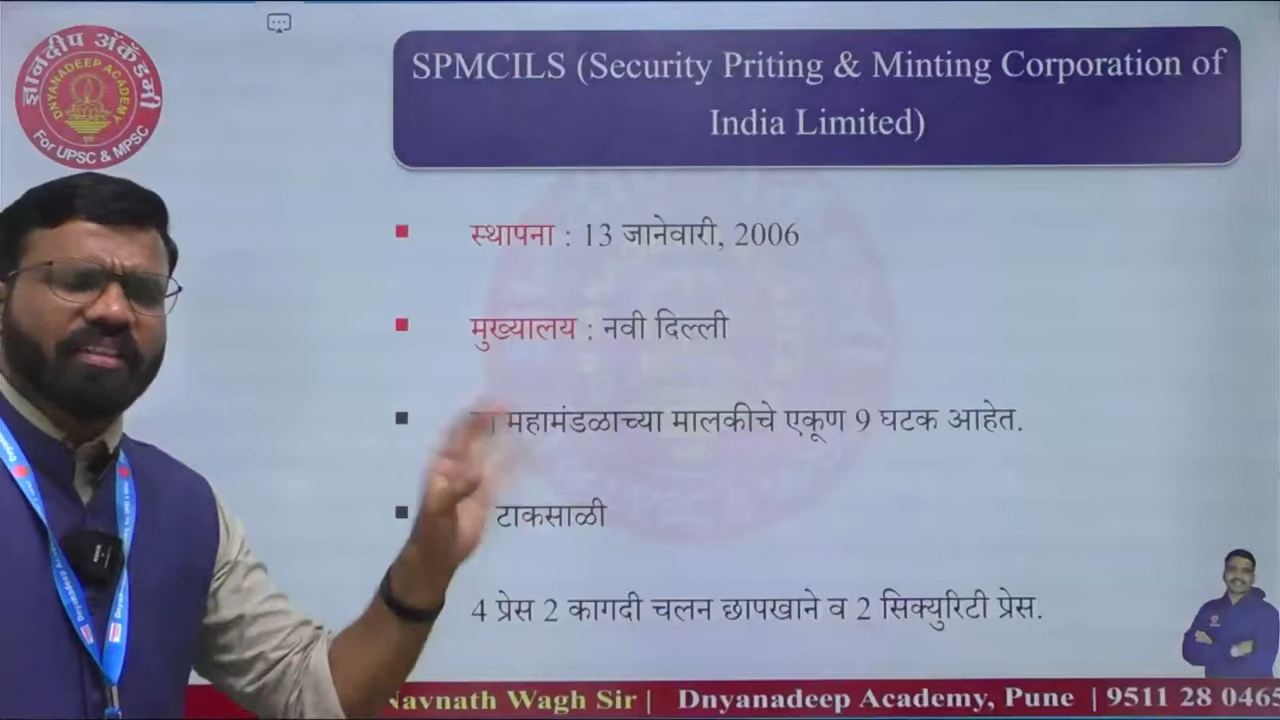 ज्ञानदीप अ‍ॅकॅडमी
DNYANADEEP ACADEMY
पुणे
For UPSC & MPSC
SPMCILS (Security Priting & Minting Corporation of
India Limited)
स्थापना : 13 जानेवारी, 2006
मुख्यालय : नवी दिल्ली
महामंडळाच्या मालकीचे एकूण 9 घटक आहेत.
टाकसाळी
4 प्रेस 2 कागदी चलन छापखाने व 2 सिक्युरिटी प्रेस.
Navnath Wagh Sir | Dnyanadeep Academy, Pune | 9511 28 0465